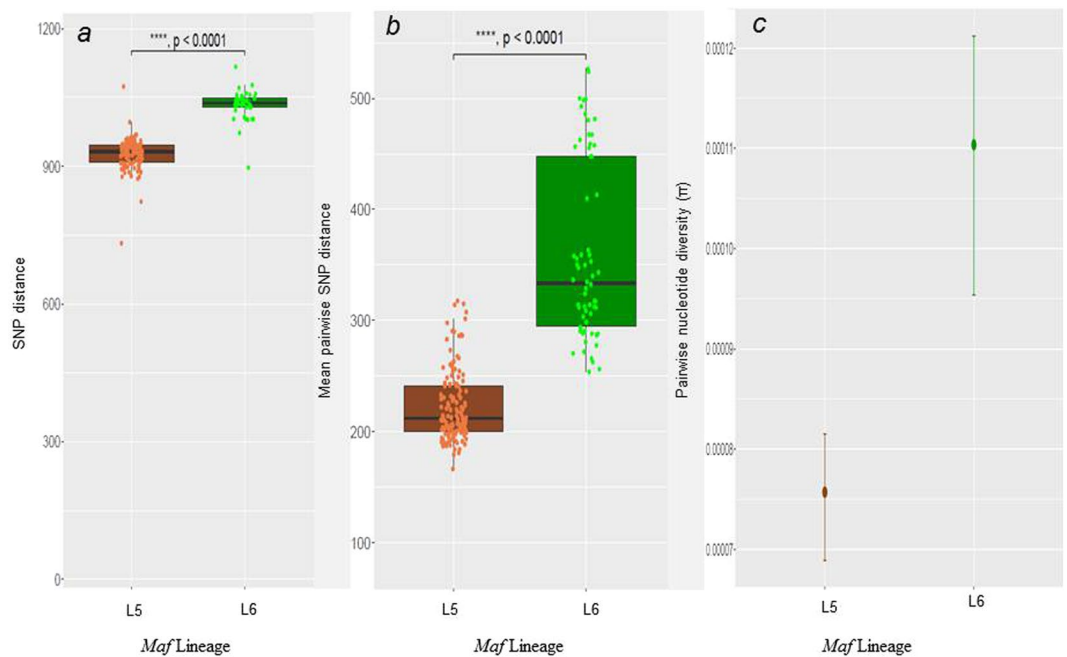 a
****, p < 0.0001
1200
900
600
300
0
SNP distance
L5
L6
Maf Lineage
b
****, p < 0.0001
500
400
300
200
100
Mean pairwise SNP distance
L5
L6
Maf Lineage
c
0.00012
0.00011
0.00010
0.00009
0.00008
0.00007
Pairwise nucleotide diversity (π)
L5
L6
Maf Lineage